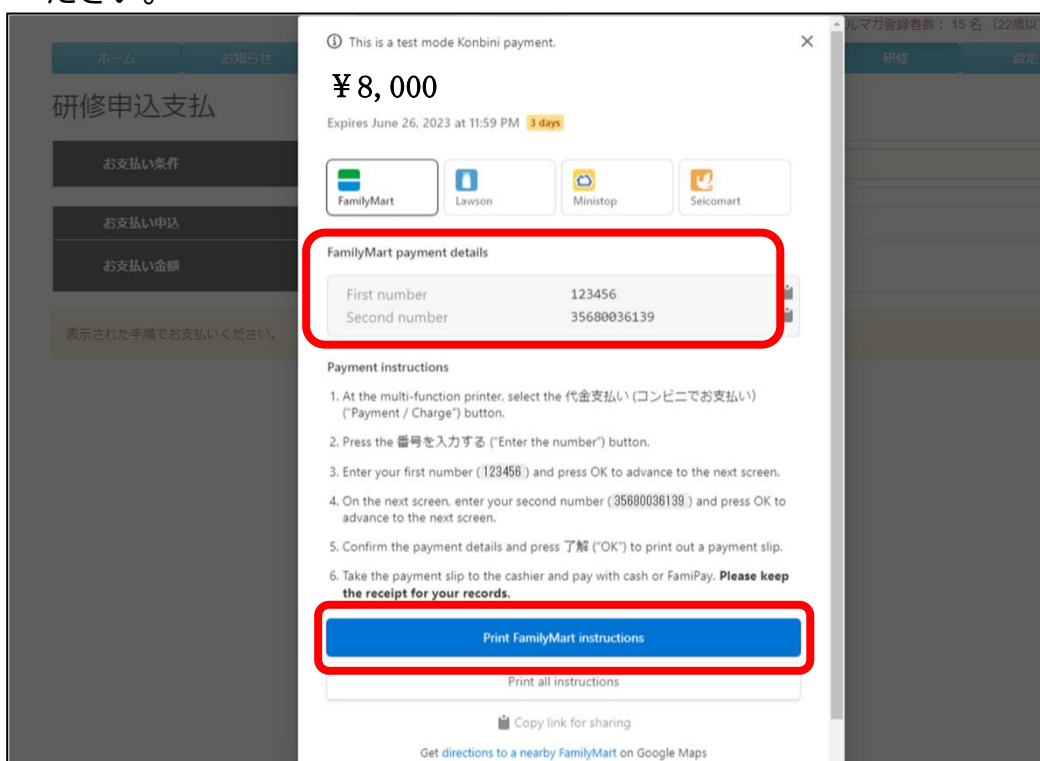 ださい。
ルマガ登録者数： 15 名 （22歳以
ホーム
お知らせ
研修
設定
研修申込支払
お支払い条件
お支払い申込
お支払い金額
表示された手順でお支払いください。
This is a test mode Konbini payment.
¥8,000
Expires June 26, 2023 at 11:59 PM 3 days
FamilyMart
Lawson
Ministop
Seicomart
FamilyMart payment details
First number 123456
Second number 35680036139
Payment instructions
1. At the multi-function printer, select the 代金支払い (コンビニでお支払い)
("Payment / Charge") button.
2. Press the 番号を入力する ("Enter the number") button.
3. Enter your first number ( 123456 ) and press OK to advance to the next screen.
4. On the next screen, enter your second number ( 35680036139 ) and press OK to
advance to the next screen.
5. Confirm the payment details and press 了解 ("OK") to print out a payment slip.
6. Take the payment slip to the cashier and pay with cash or FamiPay. Please keep
the receipt for your records.
Print FamilyMart instructions
Print all instructions
Copy link for sharing
Get directions to a nearby FamilyMart on Google Maps